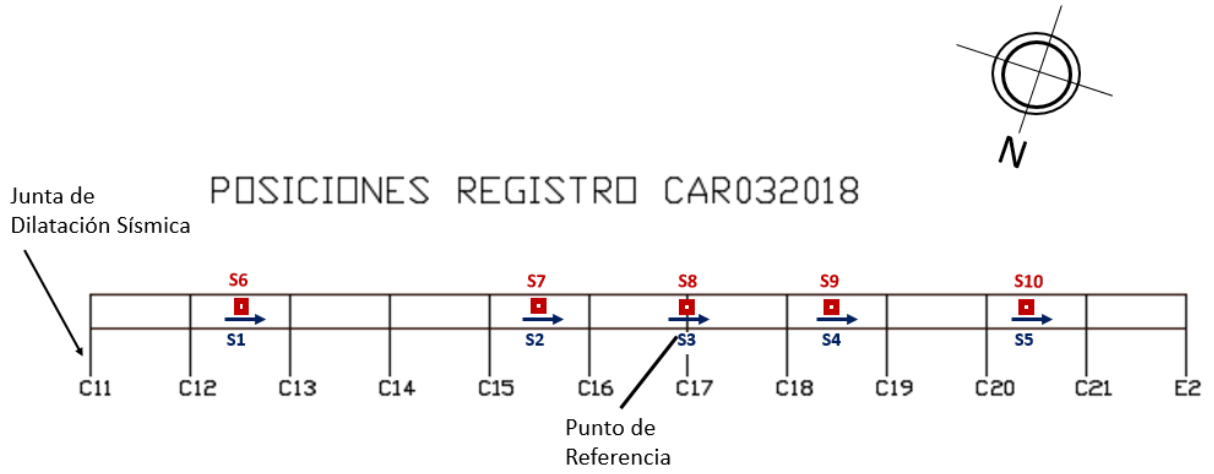 N
POSICIONES REGISTRO CAR032018
Junta de
Dilatación Sísmica
S6 S7 S8 S9 S10
S1 S2 S3 S4 S5
C11 C12 C13 C14 C15 C16 C17 C18 C19 C20 C21 E2
Punto de
Referencia